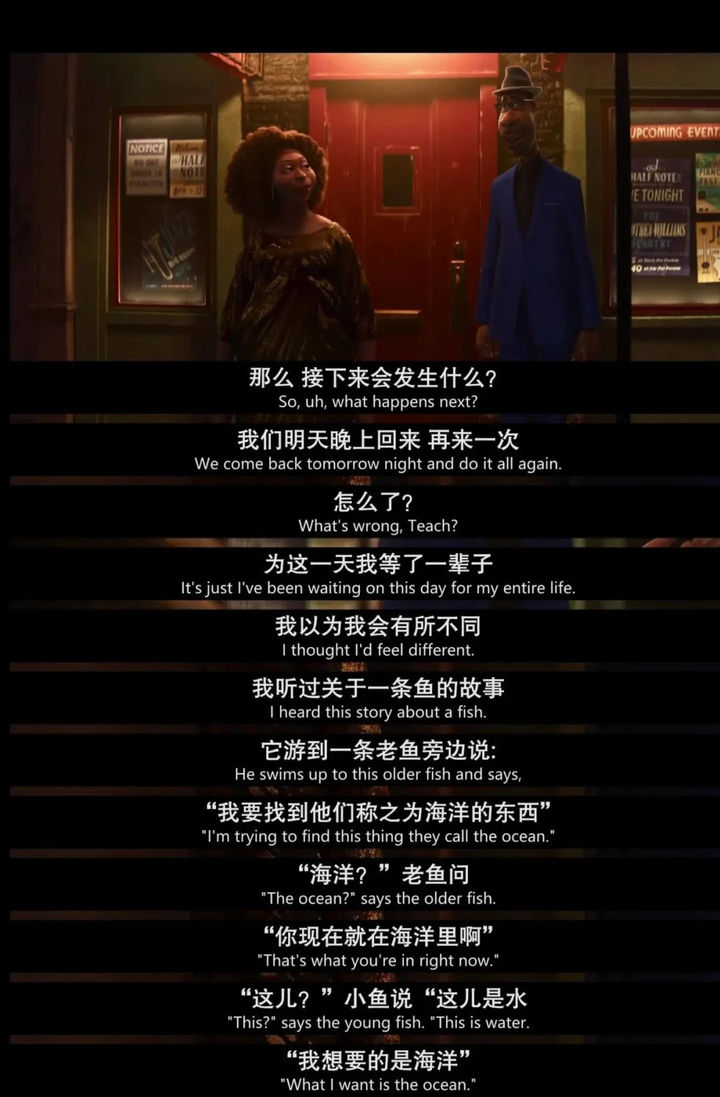 NOTICE
HALF NOTE
UPCOMING EVENT
HALF NOTE
E TONIGHT
THE
THEA WILLIAMS
那么 接下来会发生什么?
So, uh, what happens next?
我们明天晚上回来 再来一次
We come back tomorrow night and do it all again.
怎么了?
What's wrong, Teach?
为这一天我等了一辈子
It's just I've been waiting on this day for my entire life.
我以为我会有所不同
I thought I'd feel different.
我听过关于一条鱼的故事
I heard this story about a fish.
它游到一条老鱼旁边说:
He swims up to this older fish and says,
“我要找到他们称之为海洋的东西”
"I'm trying to find this thing they call the ocean."
“海洋？”老鱼问
"The ocean?" says the older fish.
“你现在就在海洋里啊”
"That's what you're in right now."
“这儿？”小鱼说“这儿是水
"This?" says the young fish. "This is water.
“我想要的是海洋”
"What I want is the ocean."